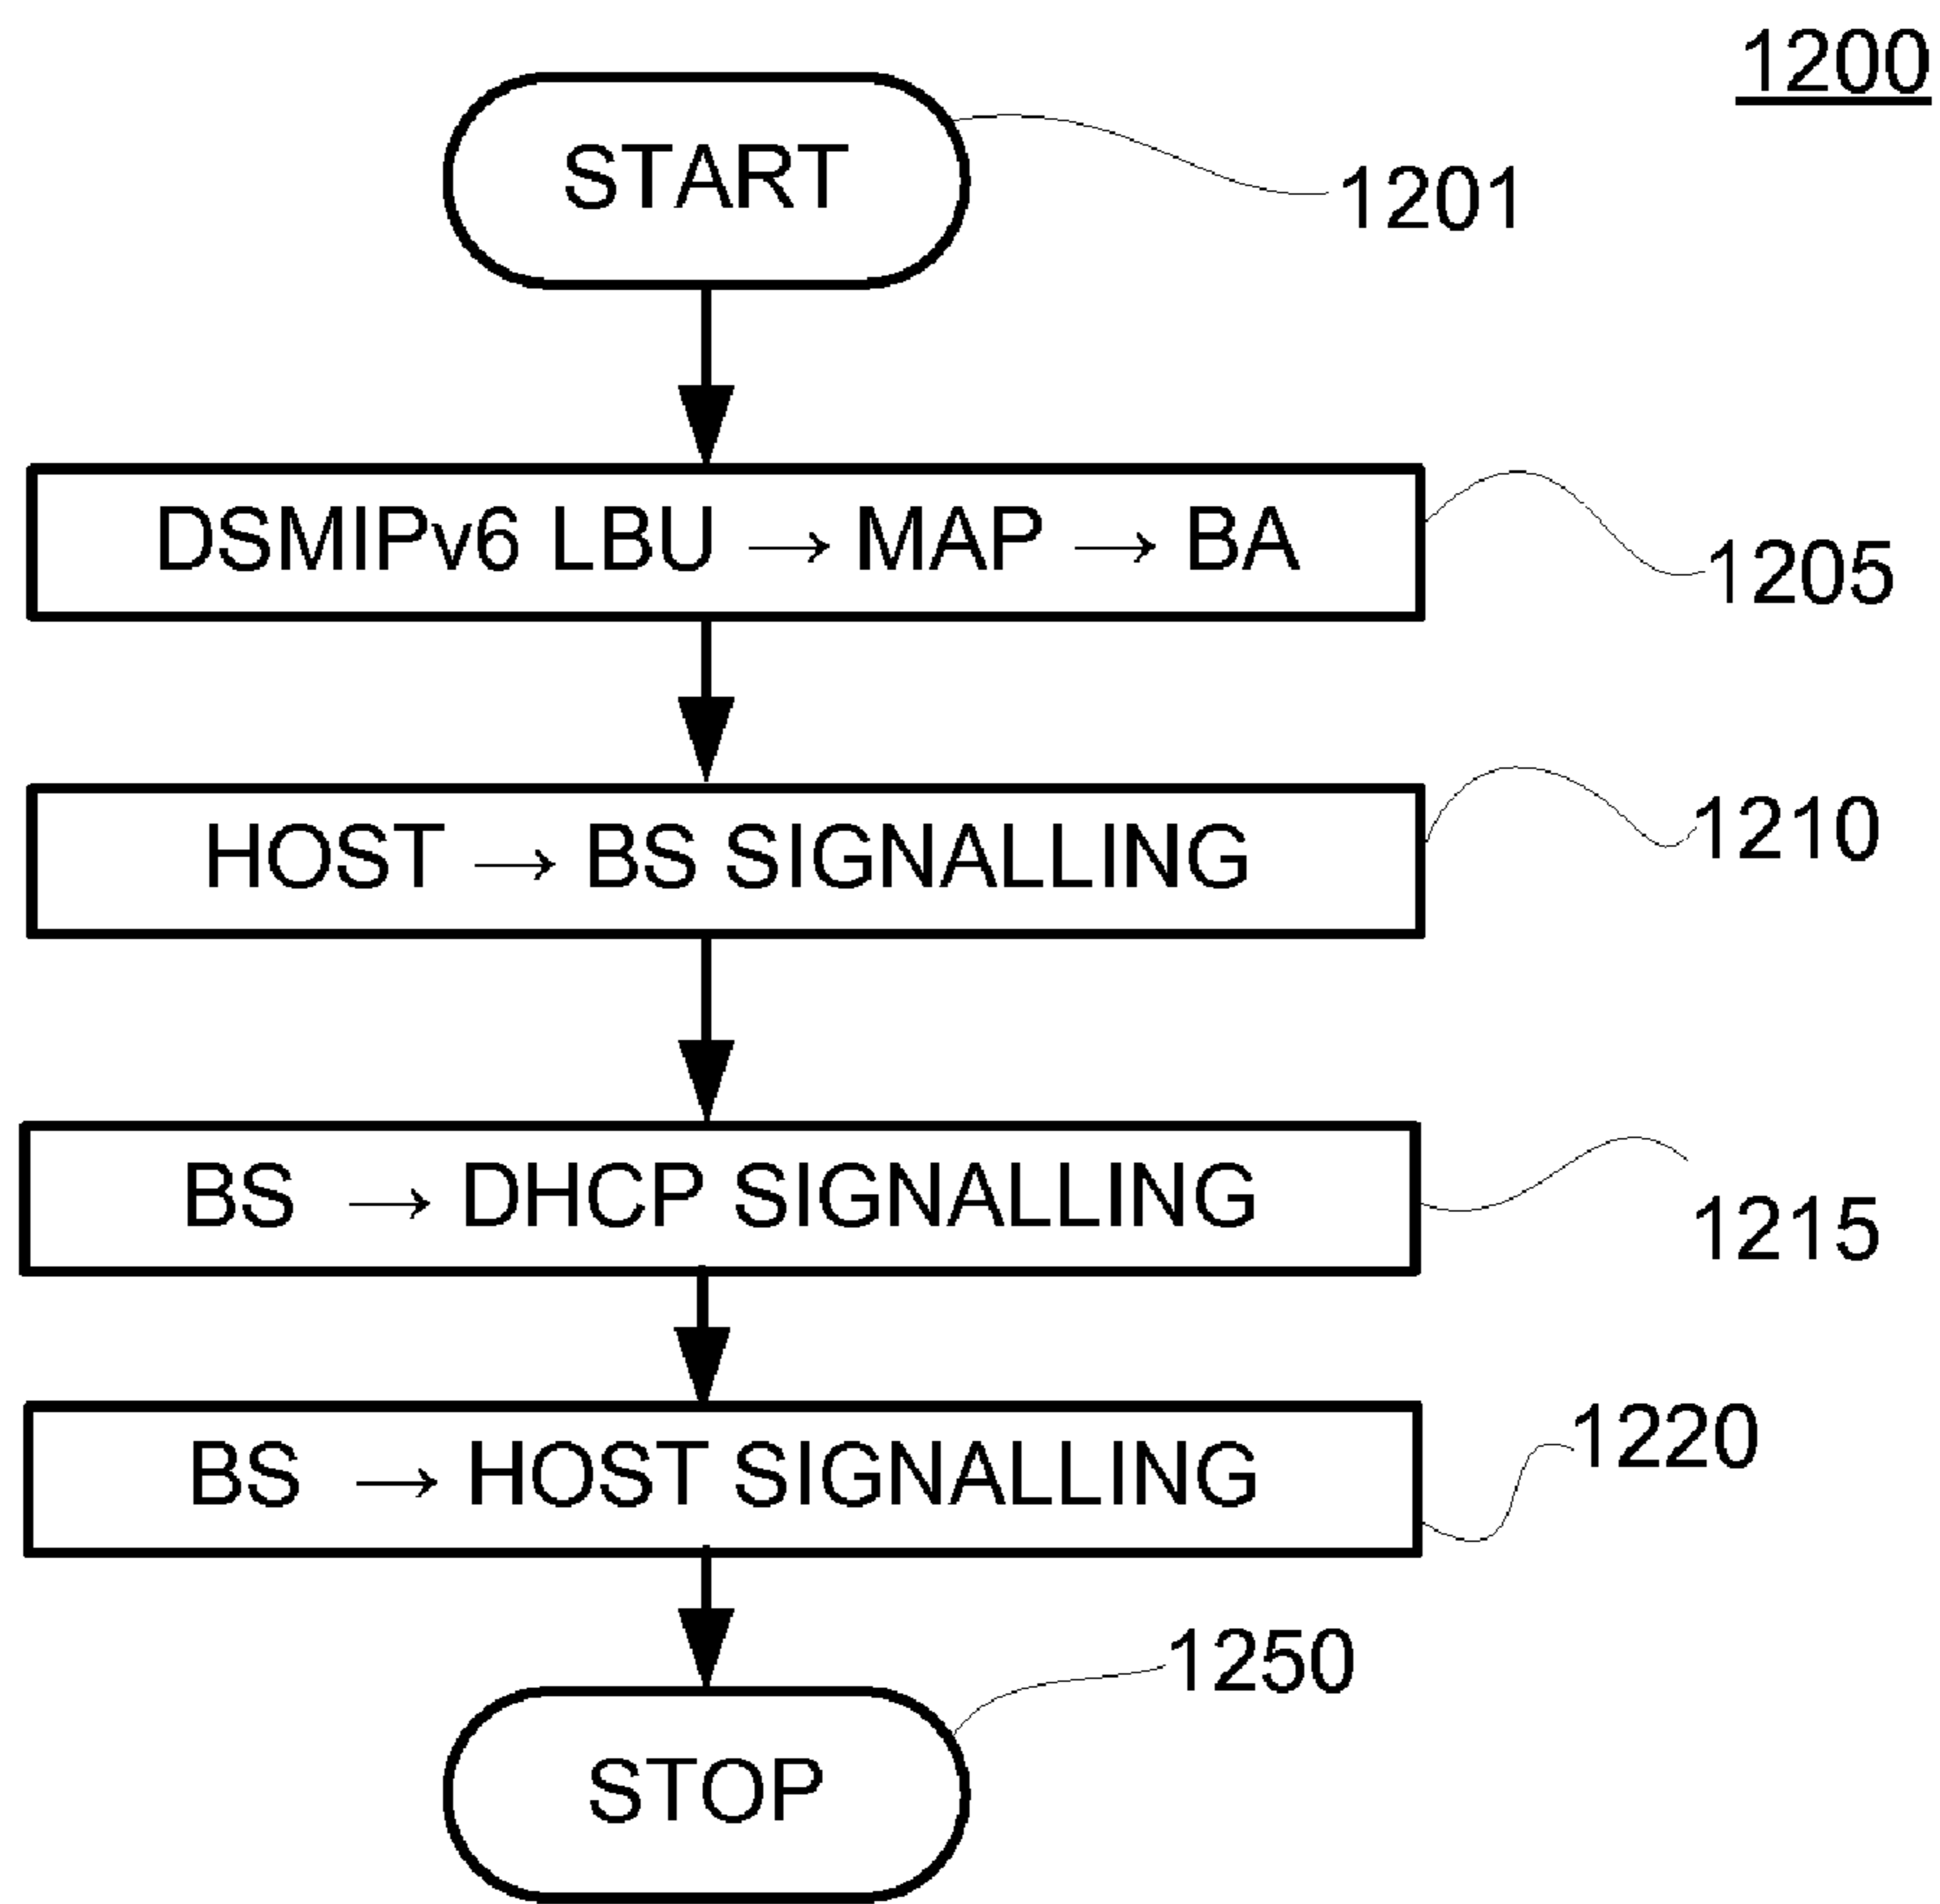 1200
START
1201
DSMIPv6 LBU → MAP → BA
1205
HOST → BS SIGNALLING
1210
BS → DHCP SIGNALLING
1215
BS → HOST SIGNALLING
1220
1250
STOP